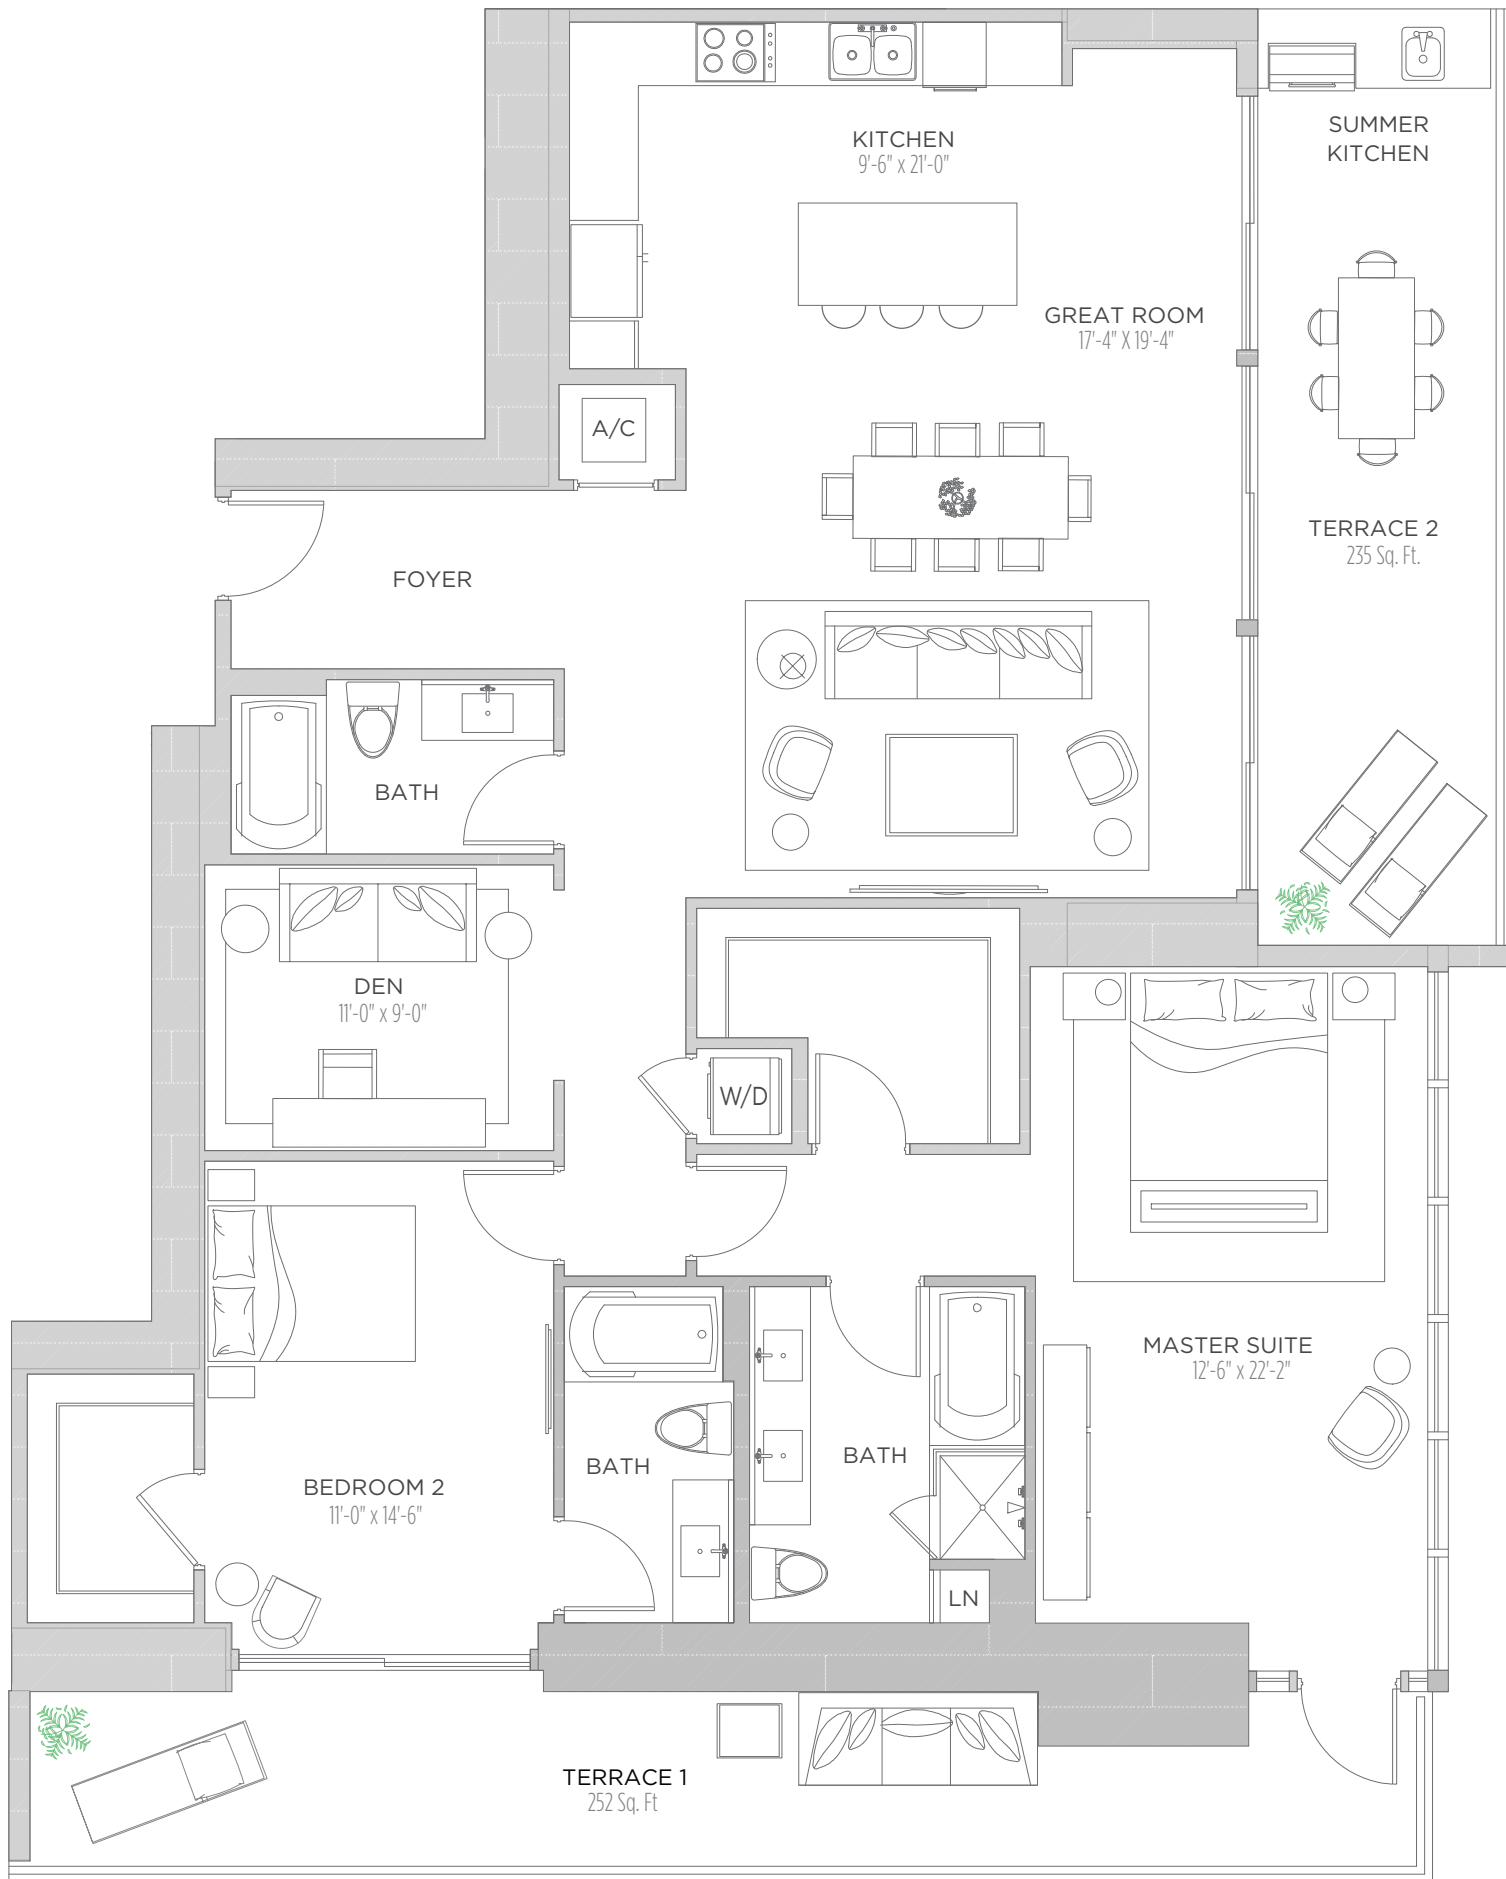 KITCHEN
9'-6" x 21'-0"
SUMMER
KITCHEN
GREAT ROOM
17'-4" X 19'-4"
A/C
TERRACE 2
235 Sq. Ft.
FOYER
BATH
DEN
11'-0" x 9'-0"
W/D
MASTER SUITE
12'-6" x 22'-2"
BATH
BATH
BEDROOM 2
11'-0" x 14'-6"
LN
TERRACE 1
252 Sq. Ft